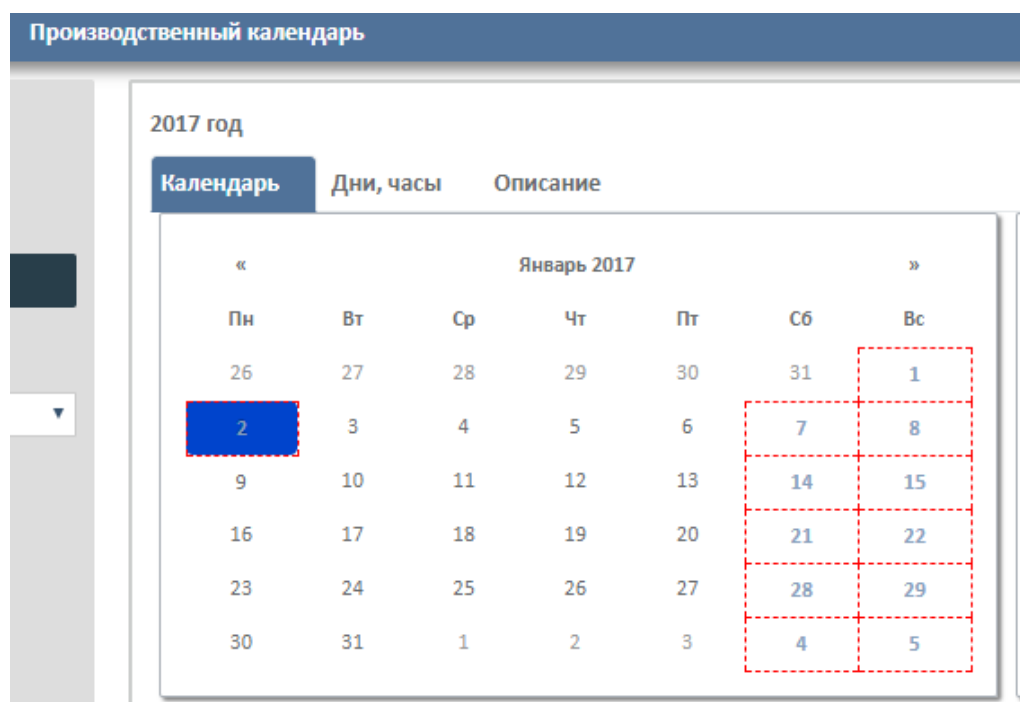 Производственный календарь
2017 год
Календарь Дни, часы Описание
« Январь 2017 »
Пн Вт Ср Чт Пт Сб Вс
26 27 28 29 30 31 1
2 3 4 5 6 7 8
9 10 11 12 13 14 15
16 17 18 19 20 21 22
23 24 25 26 27 28 29
30 31 1 2 3 4 5